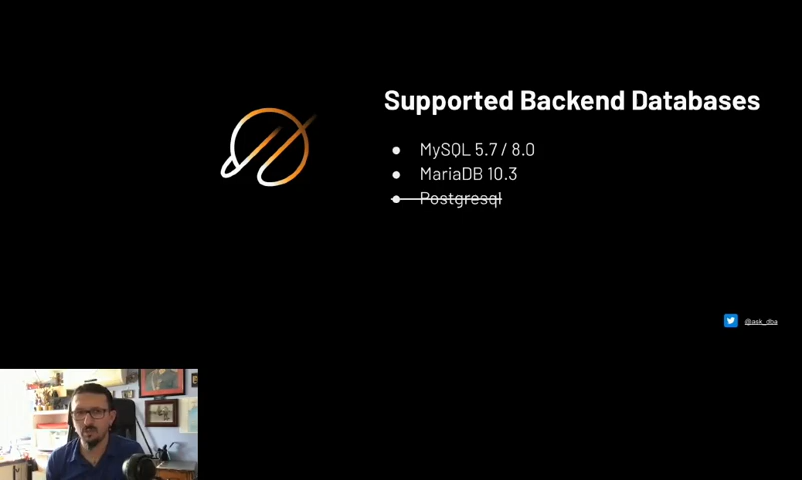 Supported Backend Databases
● MySQL 5.7 / 8.0
● MariaDB 10.3
● Postgresql
@ask_dba